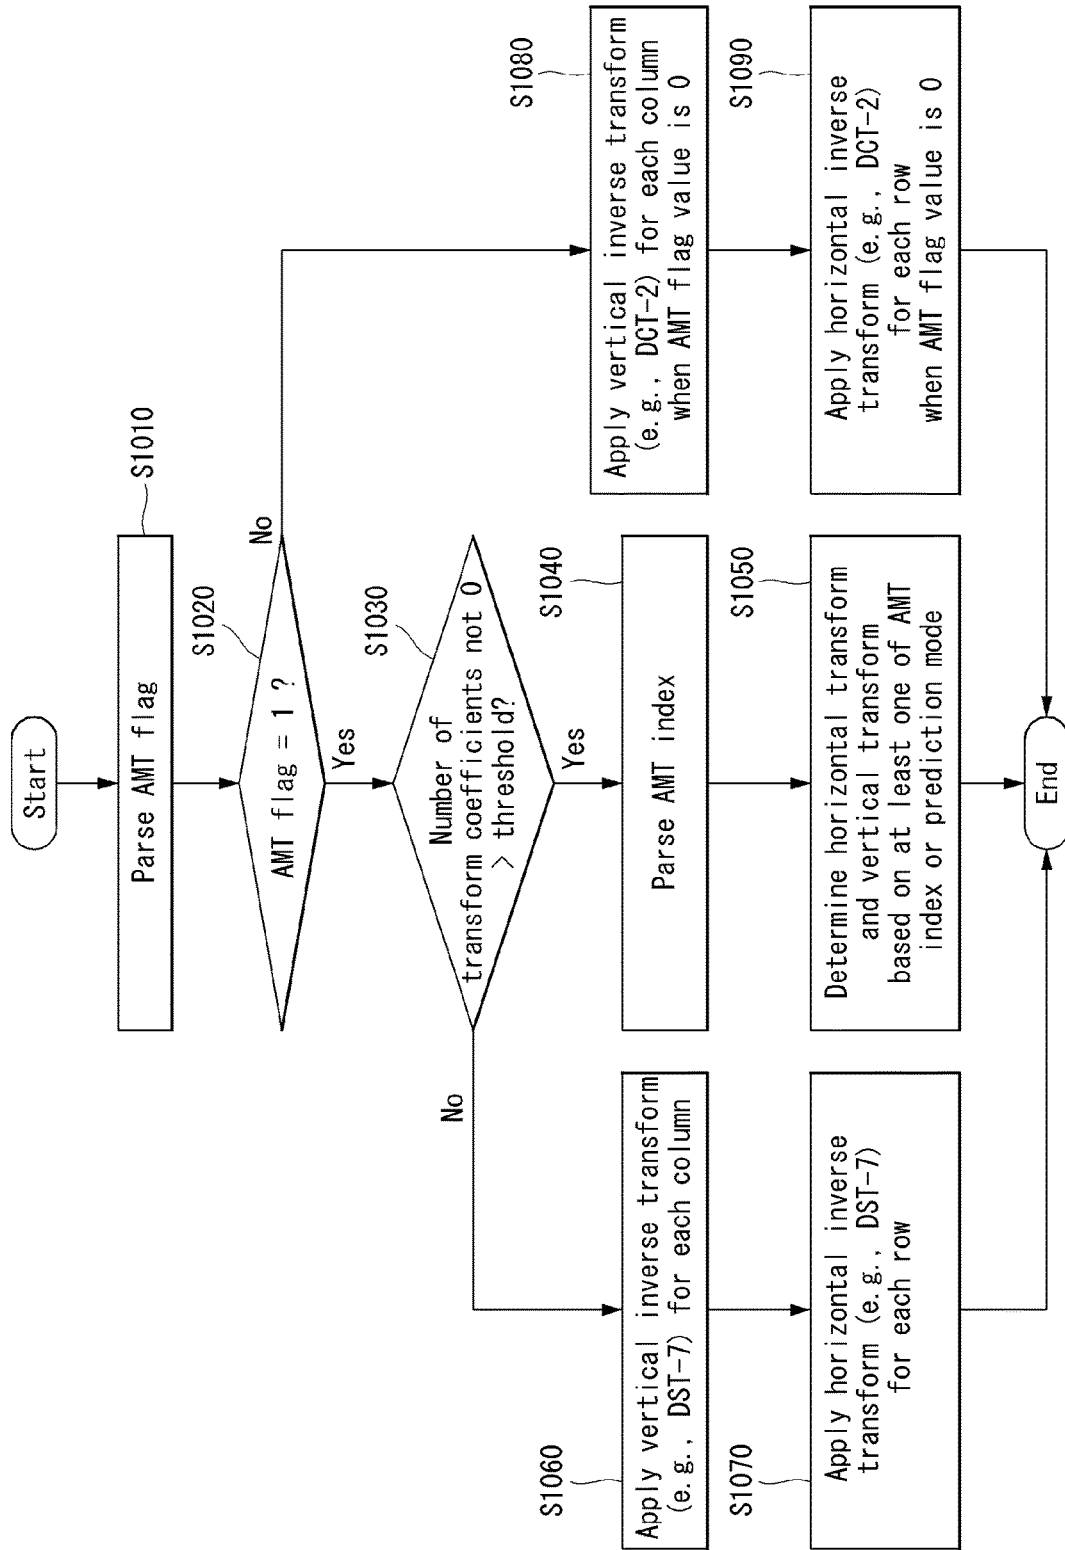 Start
Parse AMT flag
S1010
AMT flag = 1 ?
S1020
No
Yes
Number of
transform coefficients not 0
> threshold?
S1030
No
Yes
Apply vertical inverse transform
(e.g., DST-7) for each column
S1060
Parse AMT index
S1040
Apply vertical inverse transform
(e.g., DCT-2) for each column
when AMT flag value is 0
S1080
Apply horizontal inverse
transform (e.g., DST-7)
for each row
S1070
Determine horizontal transform
and vertical transform
based on at least one of AMT
index or prediction mode
S1050
Apply horizontal inverse
transform (e.g., DCT-2)
for each row
when AMT flag value is 0
S1090
End